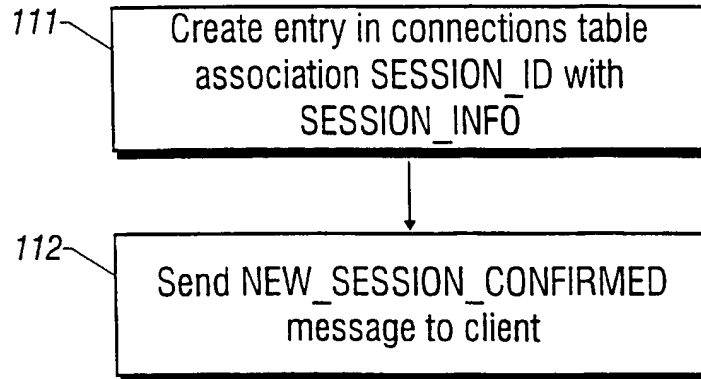 111
Create entry in connections table
association SESSION_ID with
SESSION_INFO
112
Send NEW_SESSION_CONFIRMED
message to client